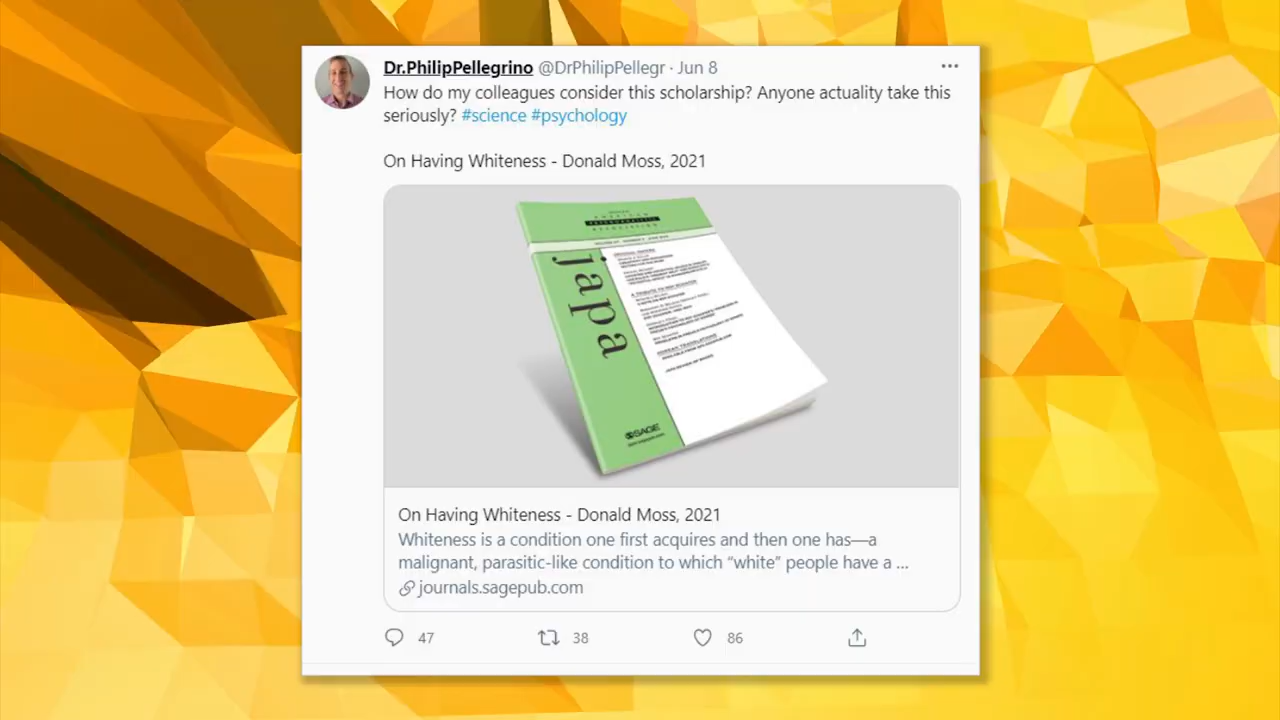 Dr.PhilipPellegrino @DrPhilipPellegr · Jun 8
How do my colleagues consider this scholarship? Anyone actuality take this
seriously? #science #psychology
On Having Whiteness - Donald Moss, 2021
japa
SAGE
On Having Whiteness - Donald Moss, 2021
Whiteness is a condition one first acquires and then one has—a
malignant, parasitic-like condition to which “white” people have a ...
journals.sagepub.com
47 38 86